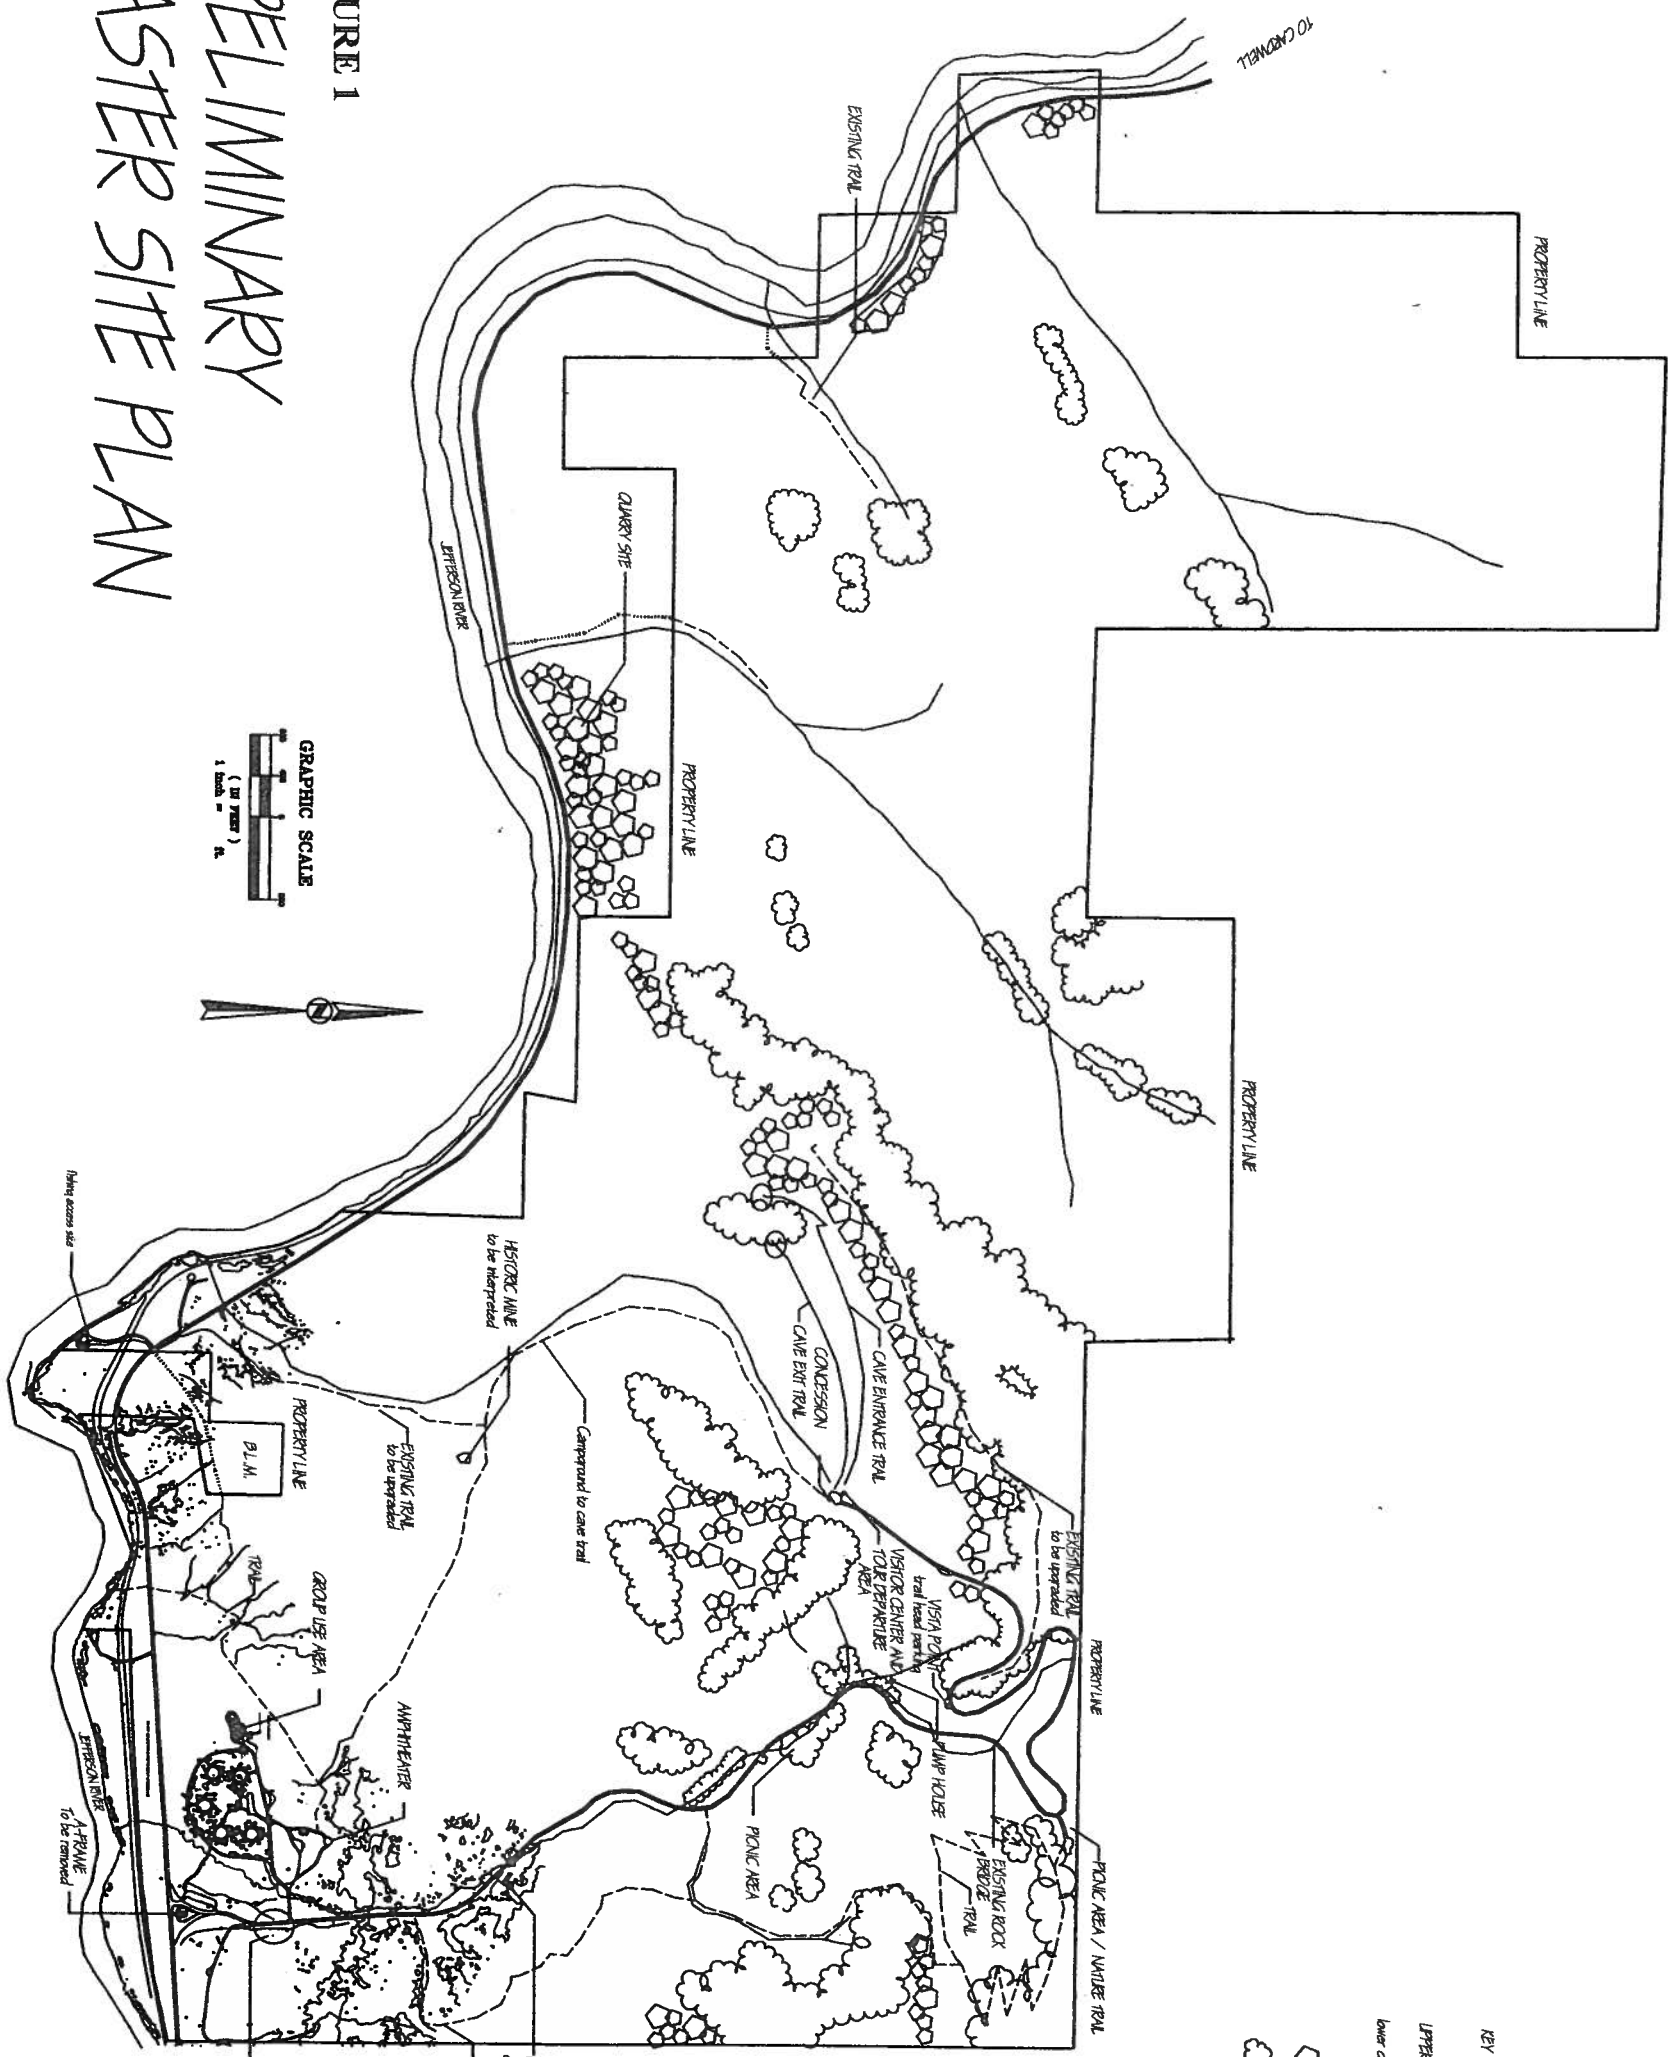 URE 1
PELIMINARY
ASTER SITE PLAN
TO CARDWELL
EXISTING TRAIL
PROPERTY LINE
QUARRY SITE
JEFFERSON RIVER
PROPERTY LINE
GRAPHIC SCALE
( IN FEET )
1 inch = ft.
N
PROPERTY LINE
fishing access site
HISTORIC MINE
to be interpreted
CAVE ENTRANCE TRAIL
CONCESSION
CAVE EXIT TRAIL
Campground to cave trail
EXISTING TRAIL
to be upgraded
PROPERTY LINE
B.L.M.
EXISTING TRAIL
to be upgraded
VISTA POINT
trail head parking
VISITOR CENTER AND
TOUR DEPARTURE
AREA
TRAIL
GROUP USE AREA
AMPHITHEATER
PROPERTY LINE
PUMP HOUSE
PICNIC AREA
EXISTING ROCK
BRIDGE
TRAIL
PICNIC AREA / NATURE TRAIL
JEFFERSON RIVER
A-FRAME
To be removed
KEY
UPPER
lower c